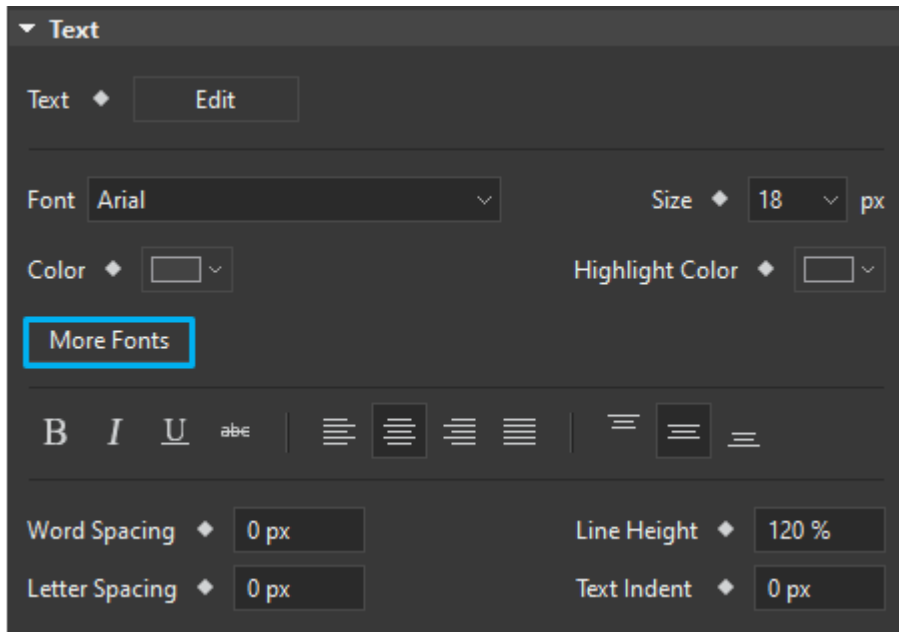 Text
Text Edit
Font Arial Size 18 px
Color Highlight Color
More Fonts
B I U abc
Word Spacing 0 px Line Height 120 %
Letter Spacing 0 px Text Indent 0 px